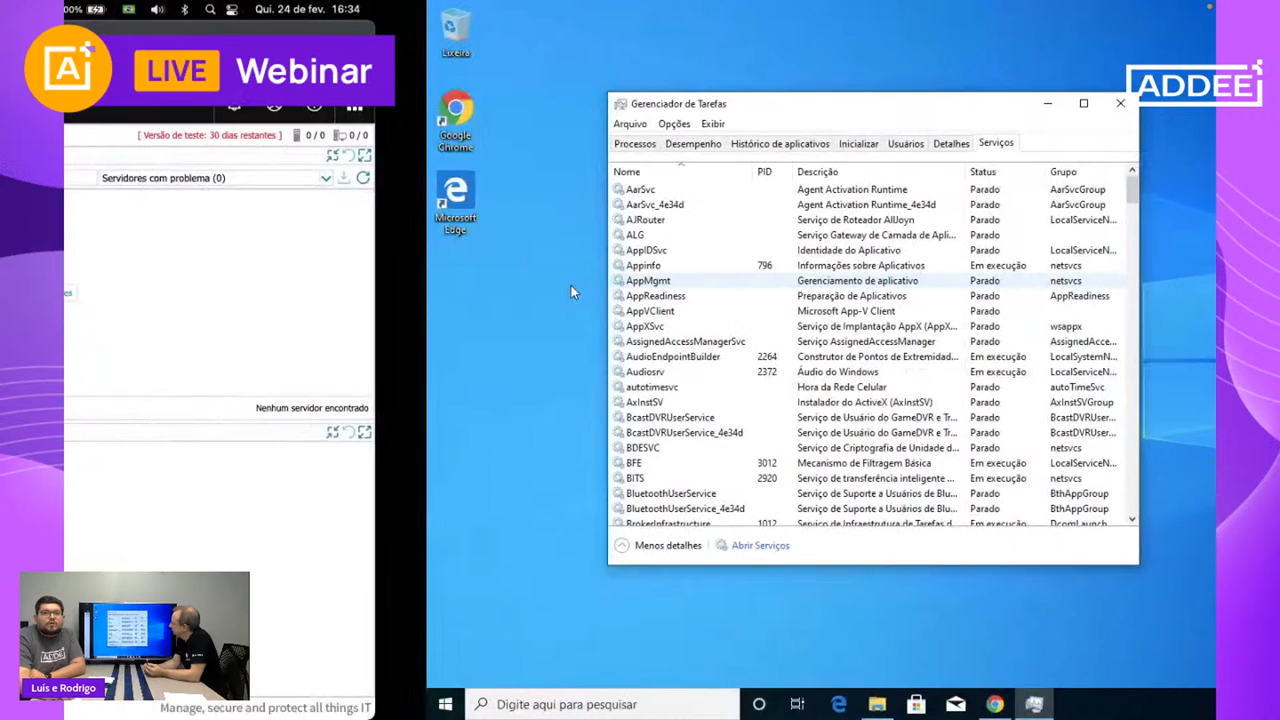 00%
Qui. 24 de fev. 16:34
LIVE Webinar
ADDEE
[ Versão de teste: 30 dias restantes ]
0 / 0
0 / 0
Servidores com problema (0)
Nenhum servidor encontrado
Lixeira
Google
Chrome
Microsoft
Edge
Gerenciador de Tarefas
Arquivo Opções Exibir
Processos Desempenho Histórico de aplicativos Inicializar Usuários Detalhes Serviços
Nome PID Descrição Status Grupo
AarSvc Agent Activation Runtime Parado AarSvcGroup
AarSvc_4e34d Agent Activation Runtime_4e34d Parado AarSvcGroup
AJRouter Serviço de Roteador AllJoyn Parado LocalServiceN...
ALG Serviço Gateway de Camada de Apli... Parado
AppIDSvc Identidade do Aplicativo Parado LocalServiceN...
Appinfo 796 Informações sobre Aplicativos Em execução netsvcs
AppMgmt Gerenciamento de aplicativo Parado netsvcs
AppReadiness Preparação de Aplicativos Parado AppReadiness
AppVClient Microsoft App-V Client Parado
AppXSvc Serviço de Implantação AppX (AppX... Parado wsappx
AssignedAccessManagerSvc Serviço AssignedAccessManager Parado AssignedAcce...
AudioEndpointBuilder 2264 Construtor de Pontos de Extremidad... Em execução LocalSystemN...
Audiosrv 2372 Áudio do Windows Em execução LocalServiceN...
autotimesvc Hora da Rede Celular Parado autoTimeSvc
AxInstSV Instalador do ActiveX (AxInstSV) Parado AxInstSVGroup
BcastDVRUserService Serviço de Usuário do GameDVR e Tr... Parado BcastDVRUser...
BcastDVRUserService_4e34d Serviço de Usuário do GameDVR e Tr... Parado BcastDVRUser...
BDESVC Serviço de Criptografia de Unidade d... Parado netsvcs
BFE 3012 Mecanismo de Filtragem Básica Em execução LocalServiceN...
BITS 2920 Serviço de transferência inteligente ... Em execução netsvcs
BluetoothUserService Serviço de Suporte a Usuários de Blu... Parado BthAppGroup
BluetoothUserService_4e34d Serviço de Suporte a Usuários de Blu... Parado BthAppGroup
BrokerInfrastructure 1012 Serviço de Infraestrutura de Tarefas d... Em execução DcomLaunch
Menos detalhes Abrir Serviços
ADDEE
Luís e Rodrigo
Manage, secure and protect all things IT
Digite aqui para pesquisar